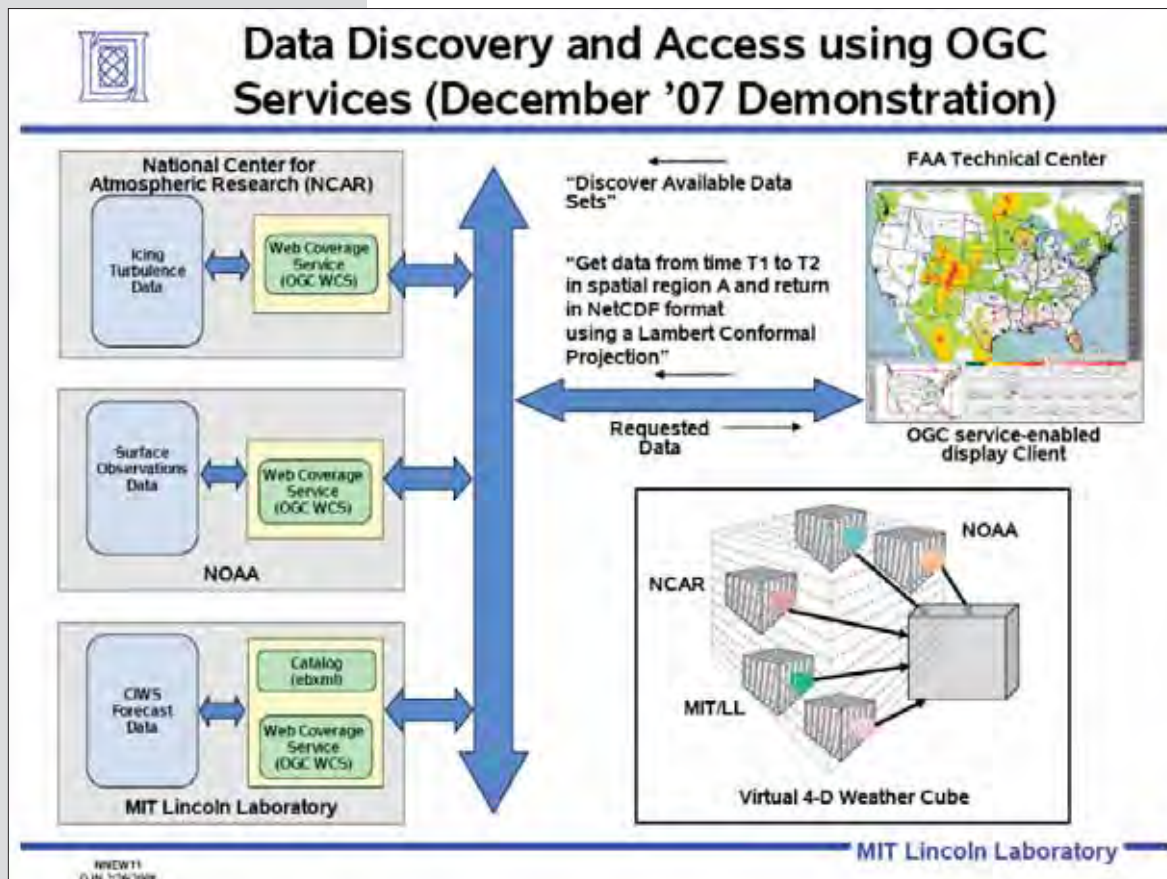 Data Discovery and Access using OGC
Services (December '07 Demonstration)
National Center for
Atmospheric Research (NCAR)
Icing
Turbulence
Data
Web Coverage
Service
(OGC WCS)
Surface
Observations
Data
Web Coverage
Service
(OGC WCS)
NOAA
CIWS
Forecast
Data
Catalog
(ebxml)
Web Coverage
Service
(OGC WCS)
MIT Lincoln Laboratory
"Discover Available Data
Sets"
"Get data from time T1 to T2
in spatial region A and return
in NetCDF format
using a Lambert Conformal
Projection"
Requested
Data
FAA Technical Center
OGC service-enabled
display Client
NOAA
NCAR
MIT/LL
Virtual 4-D Weather Cube
MIT Lincoln Laboratory
NNEW11